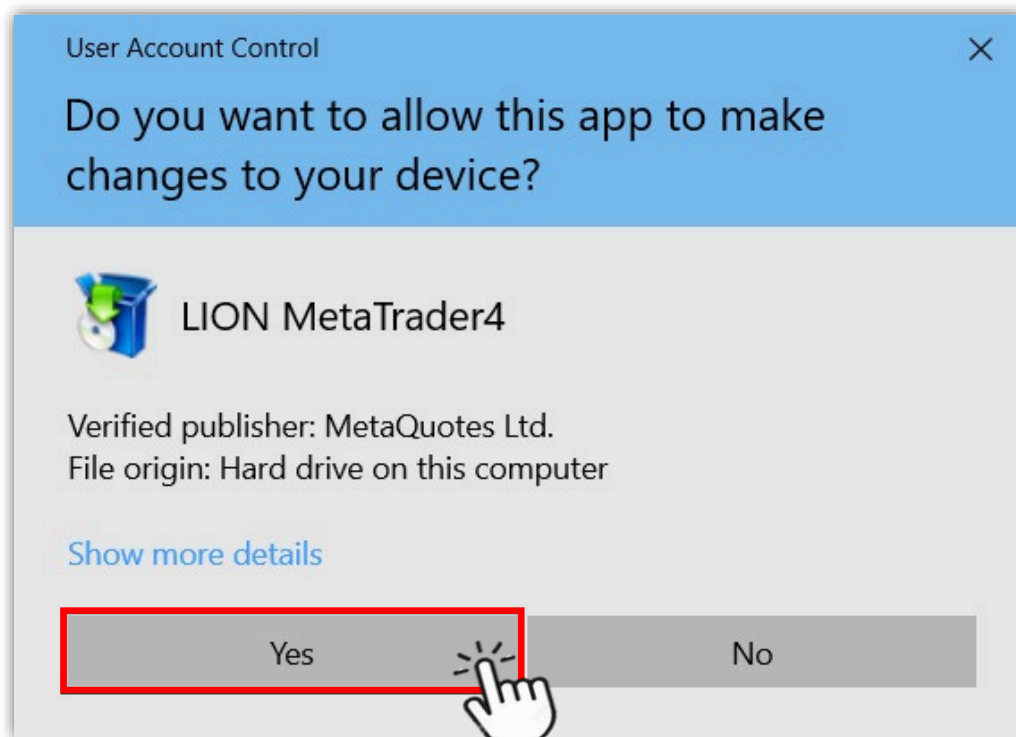 User Account Control
Do you want to allow this app to make
changes to your device?
LION MetaTrader4
Verified publisher: MetaQuotes Ltd.
File origin: Hard drive on this computer
Show more details
Yes
No